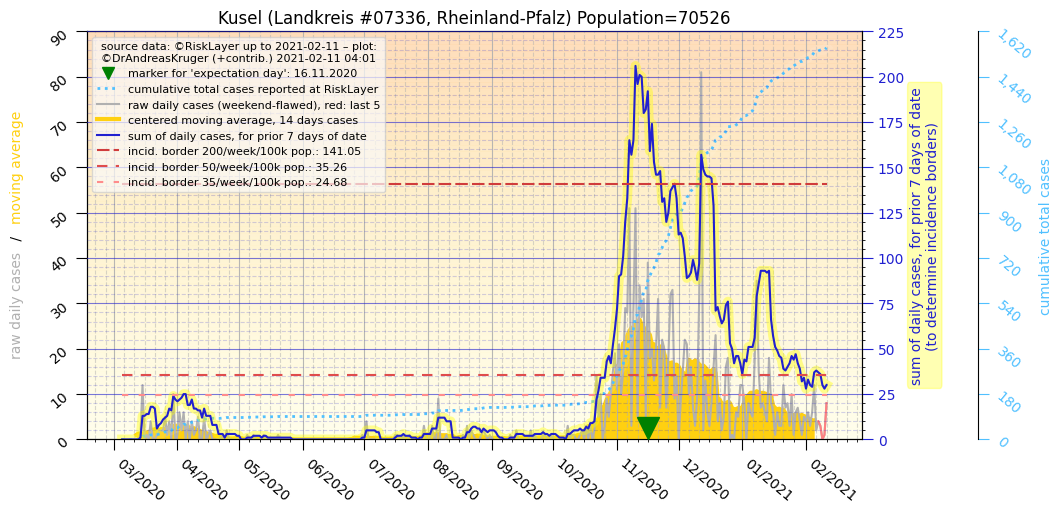 Kusel (Landkreis #07336, Rheinland-Pfalz) Population=70526
source data: ©RiskLayer up to 2021-02-11 – plot:
©DrAndreasKruger (+contrib.) 2021-02-11 04:01
marker for 'expectation day': 16.11.2020
cumulative total cases reported at RiskLayer
raw daily cases (weekend-flawed), red: last 5
centered moving average, 14 days cases
sum of daily cases, for prior 7 days of date
incid. border 200/week/100k pop.: 141.05
incid. border 50/week/100k pop.: 35.26
incid. border 35/week/100k pop.: 24.68
raw daily cases / moving average
90
80
70
60
50
40
30
20
10
0
03/2020
04/2020
05/2020
06/2020
07/2020
08/2020
09/2020
10/2020
11/2020
12/2020
01/2021
02/2021
225
200
175
150
125
100
75
50
25
0
sum of daily cases, for prior 7 days of date
(to determine incidence borders)
1,620
1,440
1,260
1,080
900
720
540
360
180
0
cumulative total cases